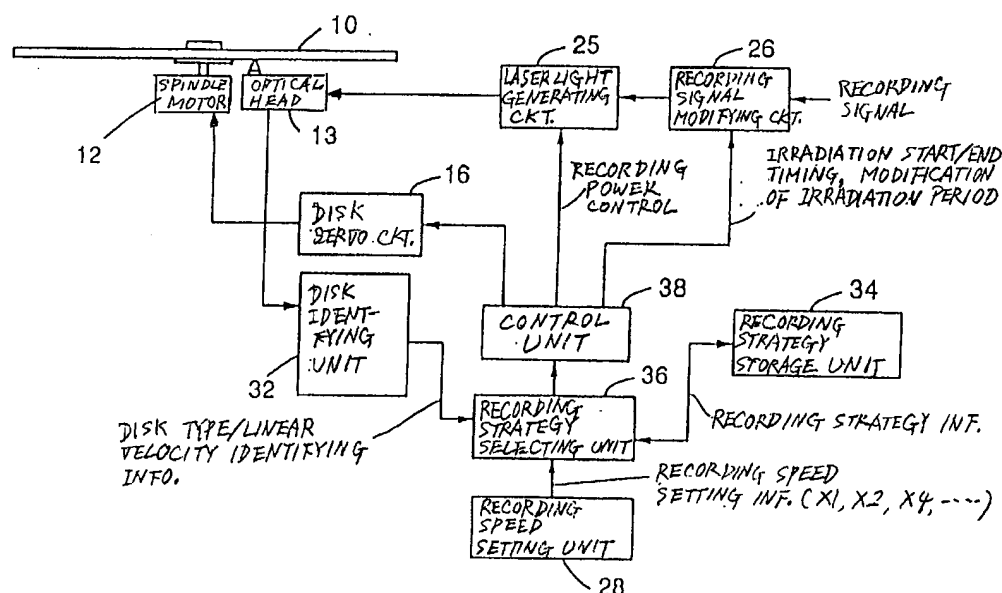 10
SPINDLE
MOTOR
12
OPTICAL
HEAD
13
25
LASER LIGHT
GENERATING
CKT.
26
RECORDING
SIGNAL
MODIFYING CKT.
RECORDING
SIGNAL
IRRADIATION START/END
TIMING, MODIFICATION
OF IRRADIATION PERIOD
RECORDING
POWER
CONTROL
16
DISK
SERVO CKT.
DISK
IDENTI-
FYING
UNIT
32
38
CONTROL
UNIT
34
RECORDING
STRATEGY
STORAGE UNIT
36
RECORDING
STRATEGY
SELECTING UNIT
RECORDING STRATEGY INF.
DISK TYPE/LINEAR
VELOCITY IDENTIFYING
INFO.
RECORDING SPEED
SETTING INF. (X1, X2, X4, ----)
RECORDING
SPEED
SETTING UNIT
28